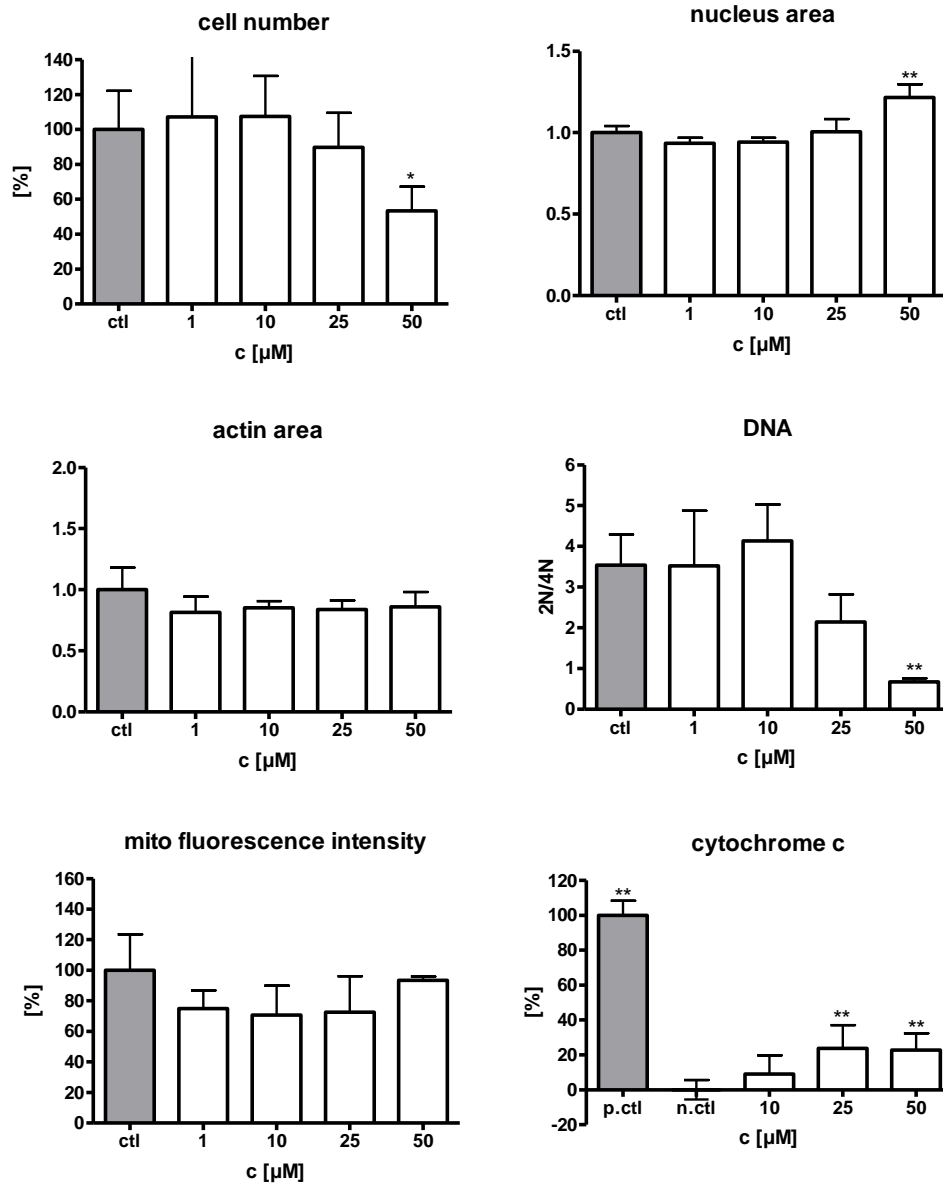 cell number
140
120
100
80
60
40
20
0
[%]
*
ctl 1 10 25 50
c [µM]
nucleus area
1.5
1.0
0.5
0.0
**
ctl 1 10 25 50
c [µM]
actin area
2.0
1.5
1.0
0.5
0.0
ctl 1 10 25 50
c [µM]
DNA
6
5
4
3
2
1
0
2N/4N
**
ctl 1 10 25 50
c [µM]
mito fluorescence intensity
160
140
120
100
80
60
40
20
0
[%]
ctl 1 10 25 50
c [µM]
cytochrome c
120
100
80
60
40
20
0
-20
[%]
** ** **
p.ctl n.ctl 10 25 50
c [µM]